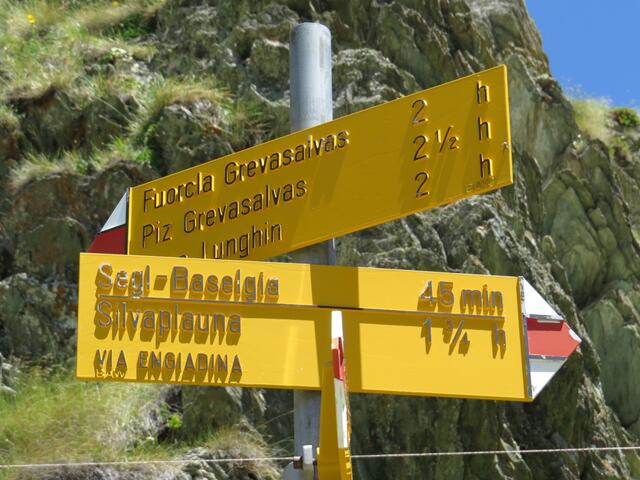 Fuorcla Grevasalvas 2 h
Piz Grevasalvas 2 ½ h
Lunghin 2 h
Segl-Baselgia 45 min
Silvaplauna 1 ¾ h
VIA ENGIADINA
BAW